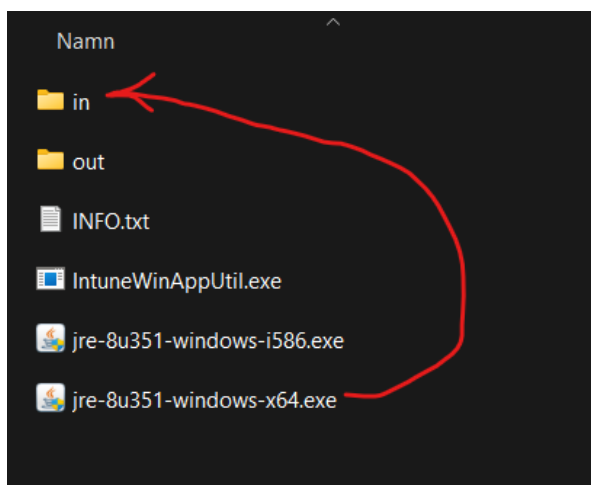 Namn
in
out
INFO.txt
IntuneWinAppUtil.exe
jre-8u351-windows-i586.exe
jre-8u351-windows-x64.exe